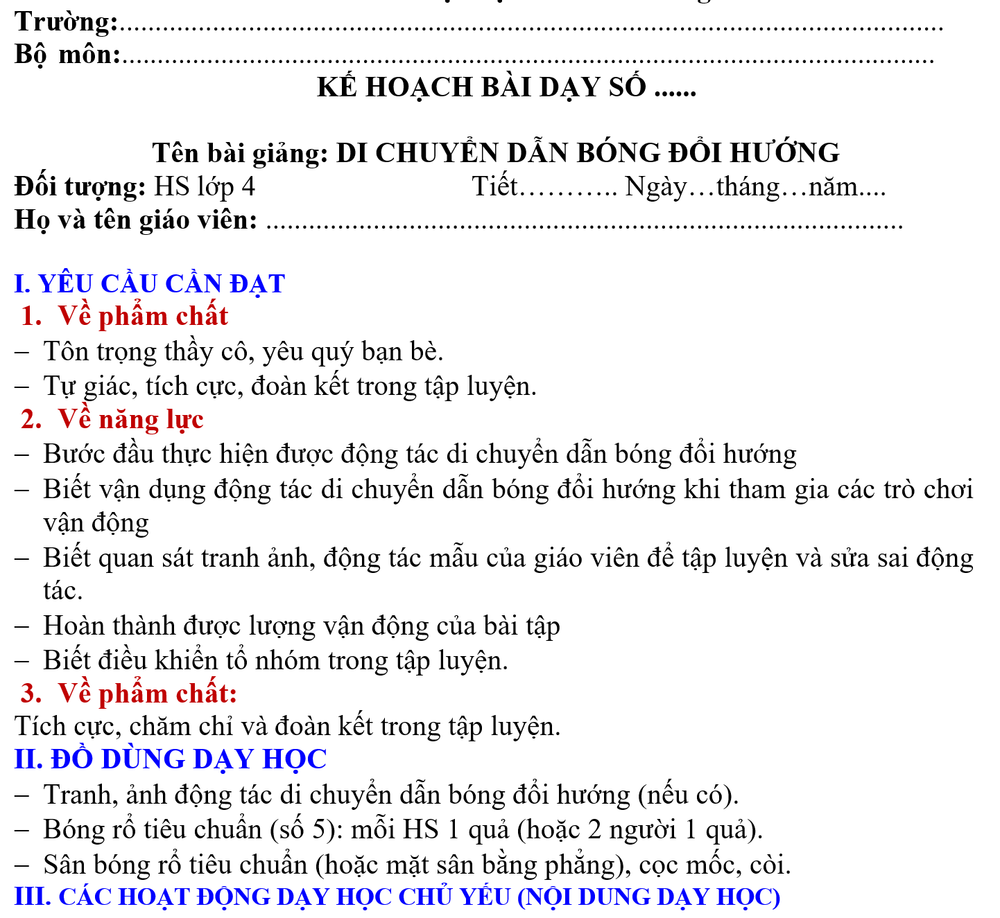 Trường:..........................................................................................................................
Bộ môn:........................................................................................................................
KẾ HOẠCH BÀI DẠY SỐ ......
Tên bài giảng: DI CHUYỂN DẪN BÓNG ĐỔI HƯỚNG
Đối tượng: HS lớp 4 Tiết……….. Ngày…tháng…năm....
Họ và tên giáo viên: ..............................................................................................
I. YÊU CẦU CẦN ĐẠT
1. Về phẩm chất
– Tôn trọng thầy cô, yêu quý bạn bè.
– Tự giác, tích cực, đoàn kết trong tập luyện.
2. Về năng lực
– Bước đầu thực hiện được động tác di chuyển dẫn bóng đổi hướng
– Biết vận dụng động tác di chuyển dẫn bóng đổi hướng khi tham gia các trò chơi
vận động
– Biết quan sát tranh ảnh, động tác mẫu của giáo viên để tập luyện và sửa sai động
tác.
– Hoàn thành được lượng vận động của bài tập
– Biết điều khiển tổ nhóm trong tập luyện.
3. Về phẩm chất:
Tích cực, chăm chỉ và đoàn kết trong tập luyện.
II. ĐỒ DÙNG DẠY HỌC
– Tranh, ảnh động tác di chuyển dẫn bóng đổi hướng (nếu có).
– Bóng rổ tiêu chuẩn (số 5): mỗi HS 1 quả (hoặc 2 người 1 quả).
– Sân bóng rổ tiêu chuẩn (hoặc mặt sân bằng phẳng), cọc mốc, còi.
III. CÁC HOẠT ĐỘNG DẠY HỌC CHỦ YẾU (NỘI DUNG DẠY HỌC)